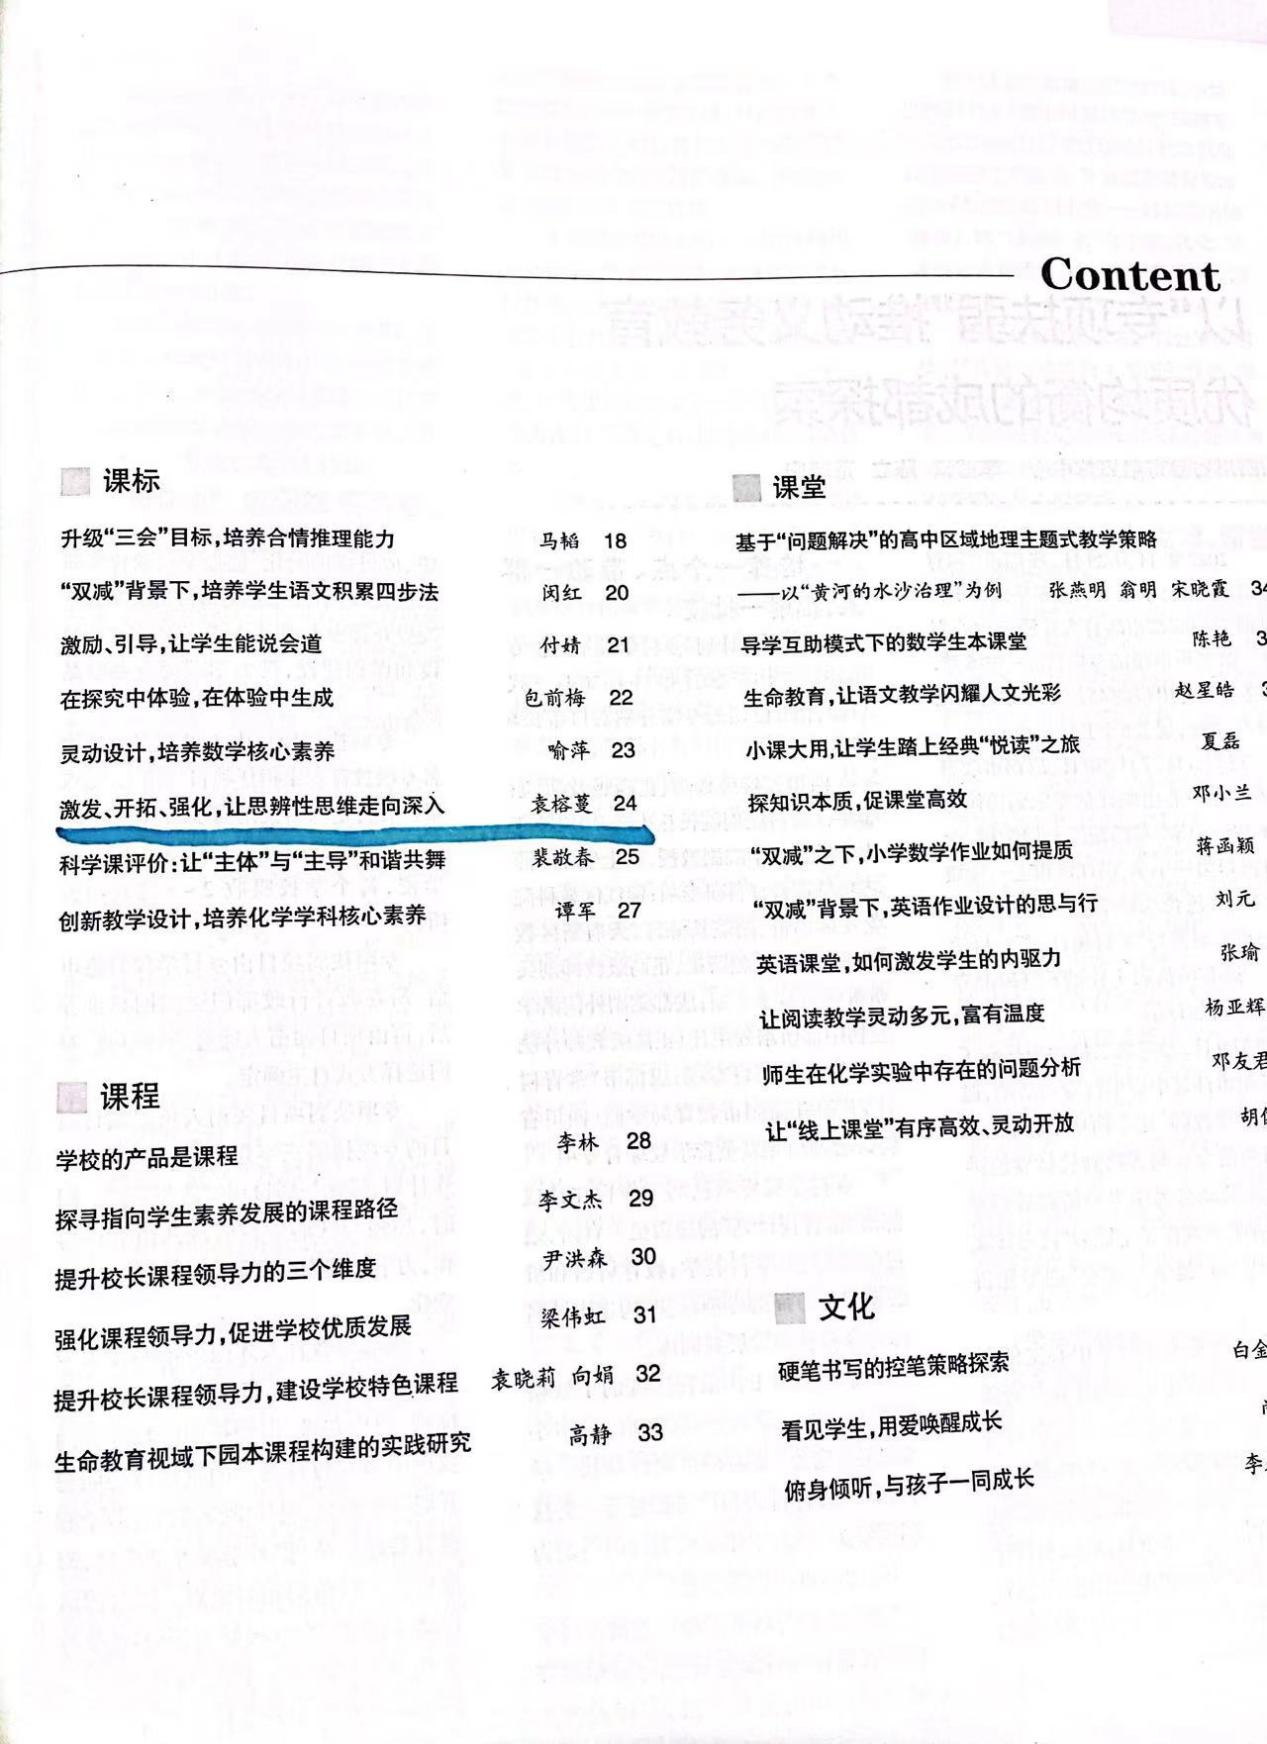 Content
课标
升级“三会”目标,培养合情推理能力 马韬 18
“双减”背景下,培养学生语文积累四步法 闵红 20
激励、引导,让学生能说会道 付婧 21
在探究中体验,在体验中生成 包前梅 22
灵动设计,培养数学核心素养 喻萍 23
激发、开拓、强化,让思辨性思维走向深入 袁榕蔓 24
科学课评价:让“主体”与“主导”和谐共舞 裴敔春 25
创新教学设计,培养化学学科核心素养 谭军 27
课程
学校的产品是课程 李林 28
探寻指向学生素养发展的课程路径 李文杰 29
提升校长课程领导力的三个维度 尹洪森 30
强化课程领导力,促进学校优质发展 梁伟虹 31
提升校长课程领导力,建设学校特色课程 袁晓莉 向娟 32
生命教育视域下园本课程构建的实践研究 高静 33
课堂
基于“问题解决”的高中区域地理主题式教学策略
——以“黄河的水沙治理”为例 张燕明 翁明 宋晓霞 34
导学互助模式下的数学生本课堂 陈艳
生命教育,让语文教学闪耀人文光彩 赵星皓
小课大用,让学生踏上经典“悦读”之旅 夏磊
探知识本质,促课堂高效 邓小兰
“双减”之下,小学数学作业如何提质 蒋函颖
“双减”背景下,英语作业设计的思与行 刘元
英语课堂,如何激发学生的内驱力 张瑜
让阅读教学灵动多元,富有温度 杨亚辉
师生在化学实验中存在的问题分析 邓友君
让“线上课堂”有序高效、灵动开放 胡
文化
硬笔书写的控笔策略探索 白金
看见学生,用爱唤醒成长
俯身倾听,与孩子一同成长 李